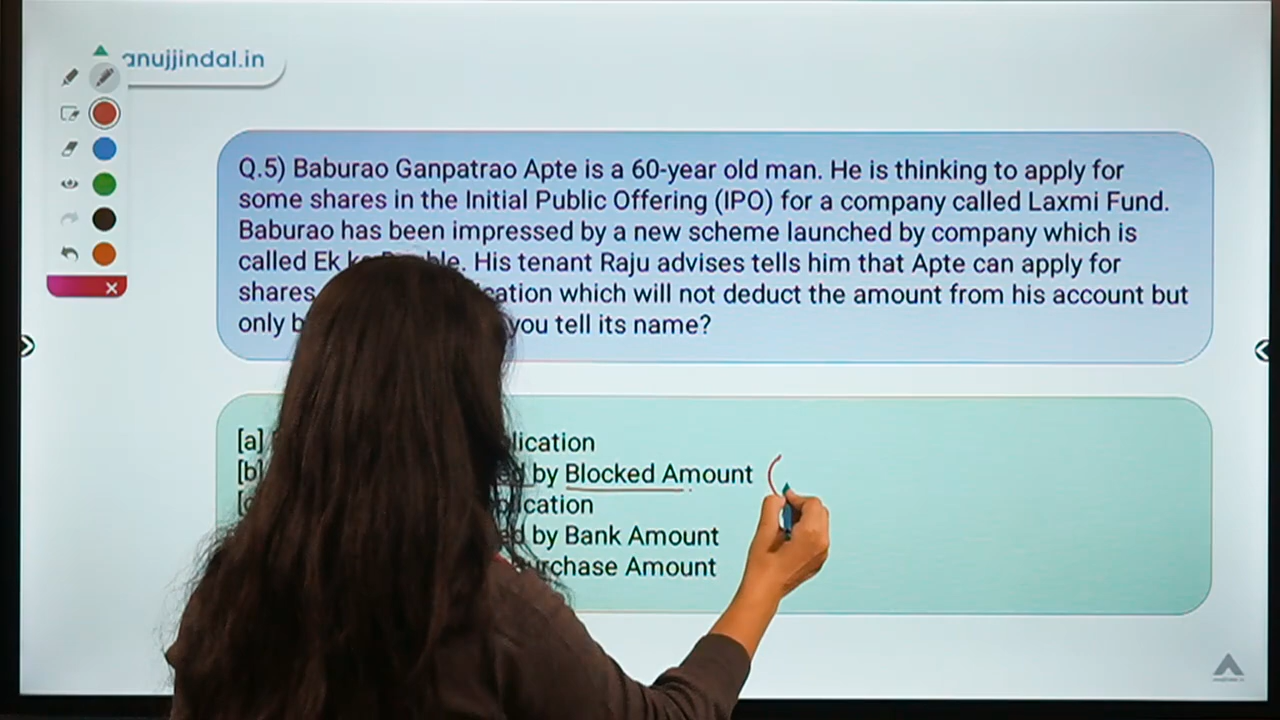 anujjindal.in
Q.5) Baburao Ganpatrao Apte is a 60-year old man. He is thinking to apply for
some shares in the Initial Public Offering (IPO) for a company called Laxmi Fund.
Baburao has been impressed by a new scheme launched by company which is
called Ek . His tenant Raju advises tells him that Apte can apply for
shares which will not deduct the amount from his account but
only you tell its name?
[a]
[b] by Blocked Amount
by Bank Amount
Amount